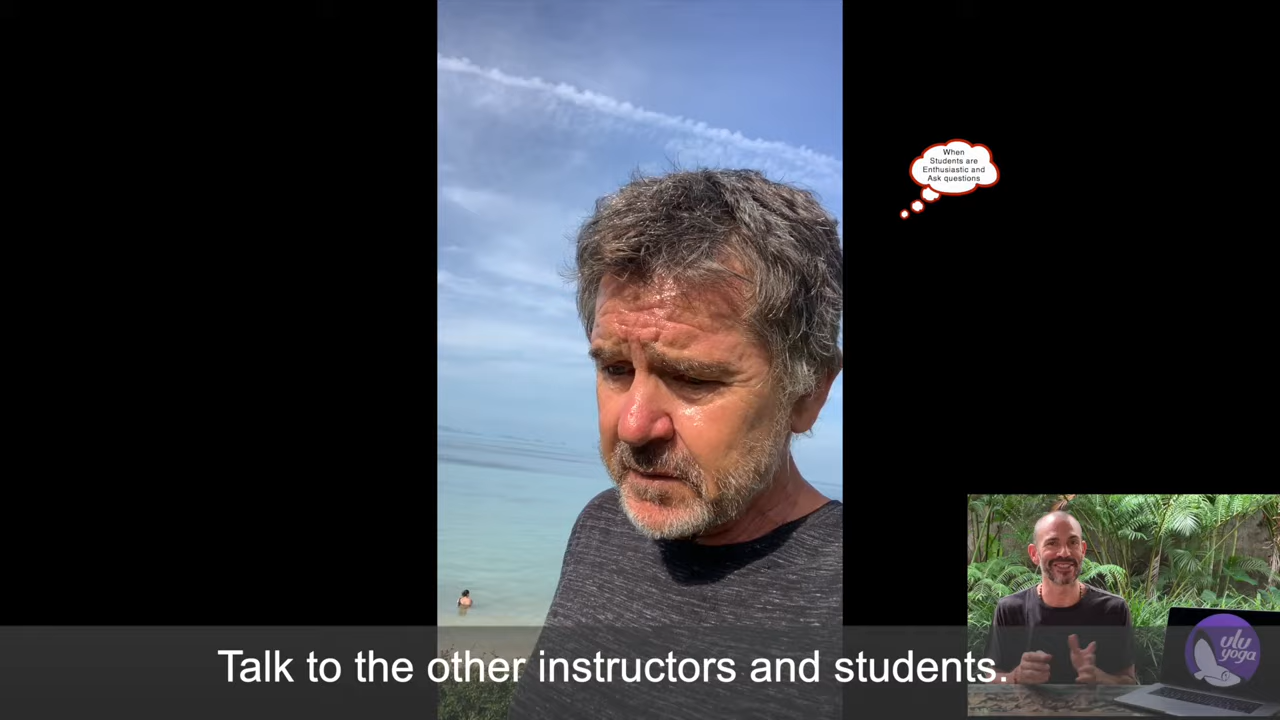 When
Students are
Enthusiastic and
Ask questions
Talk to the other instructors and students.
ulu
yoga